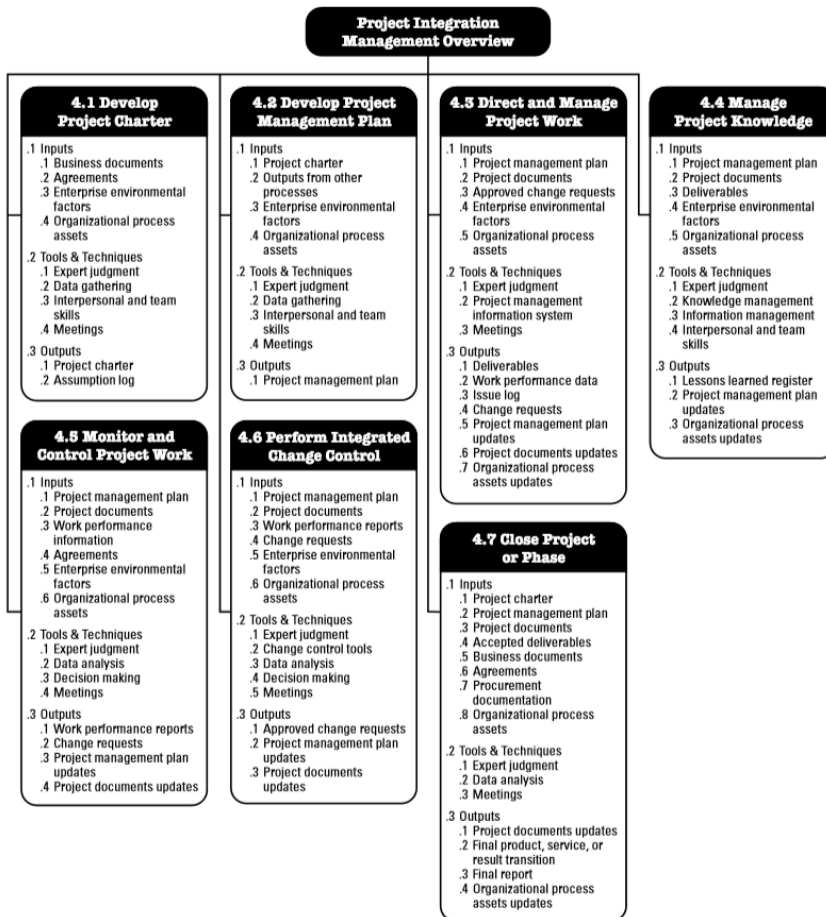 Project Integration
Management Overview
4.1 Develop
Project Charter
.1 Inputs
.1 Business documents
.2 Agreements
.3 Enterprise environmental
factors
.4 Organizational process
assets
.2 Tools & Techniques
.1 Expert judgment
.2 Data gathering
.3 Interpersonal and team
skills
.4 Meetings
.3 Outputs
.1 Project charter
.2 Assumption log
4.2 Develop Project
Management Plan
.1 Inputs
.1 Project charter
.2 Outputs from other
processes
.3 Enterprise environmental
factors
.4 Organizational process
assets
.2 Tools & Techniques
.1 Expert judgment
.2 Data gathering
.3 Interpersonal and team
skills
.4 Meetings
.3 Outputs
.1 Project management plan
4.3 Direct and Manage
Project Work
.1 Inputs
.1 Project management plan
.2 Project documents
.3 Approved change requests
.4 Enterprise environmental
factors
.5 Organizational process
assets
.2 Tools & Techniques
.1 Expert judgment
.2 Project management
information system
.3 Meetings
.3 Outputs
.1 Deliverables
.2 Work performance data
.3 Issue log
.4 Change requests
.5 Project management plan
updates
.6 Project documents updates
.7 Organizational process
assets updates
4.4 Manage
Project Knowledge
.1 Inputs
.1 Project management plan
.2 Project documents
.3 Deliverables
.4 Enterprise environmental
factors
.5 Organizational process
assets
.2 Tools & Techniques
.1 Expert judgment
.2 Knowledge management
.3 Information management
.4 Interpersonal and team
skills
.3 Outputs
.1 Lessons learned register
.2 Project management plan
updates
.3 Organizational process
assets updates
4.5 Monitor and
Control Project Work
.1 Inputs
.1 Project management plan
.2 Project documents
.3 Work performance
information
.4 Agreements
.5 Enterprise environmental
factors
.6 Organizational process
assets
.2 Tools & Techniques
.1 Expert judgment
.2 Data analysis
.3 Decision making
.4 Meetings
.3 Outputs
.1 Work performance reports
.2 Change requests
.3 Project management plan
updates
.4 Project documents updates
4.6 Perform Integrated
Change Control
.1 Inputs
.1 Project management plan
.2 Project documents
.3 Work performance reports
.4 Change requests
.5 Enterprise environmental
factors
.6 Organizational process
assets
.2 Tools & Techniques
.1 Expert judgment
.2 Change control tools
.3 Data analysis
.4 Decision making
.5 Meetings
.3 Outputs
.1 Approved change requests
.2 Project management plan
updates
.3 Project documents
updates
4.7 Close Project
or Phase
.1 Inputs
.1 Project charter
.2 Project management plan
.3 Project documents
.4 Accepted deliverables
.5 Business documents
.6 Agreements
.7 Procurement
documentation
.8 Organizational process
assets
.2 Tools & Techniques
.1 Expert judgment
.2 Data analysis
.3 Meetings
.3 Outputs
.1 Project documents updates
.2 Final product, service, or
result transition
.3 Final report
.4 Organizational process
assets updates